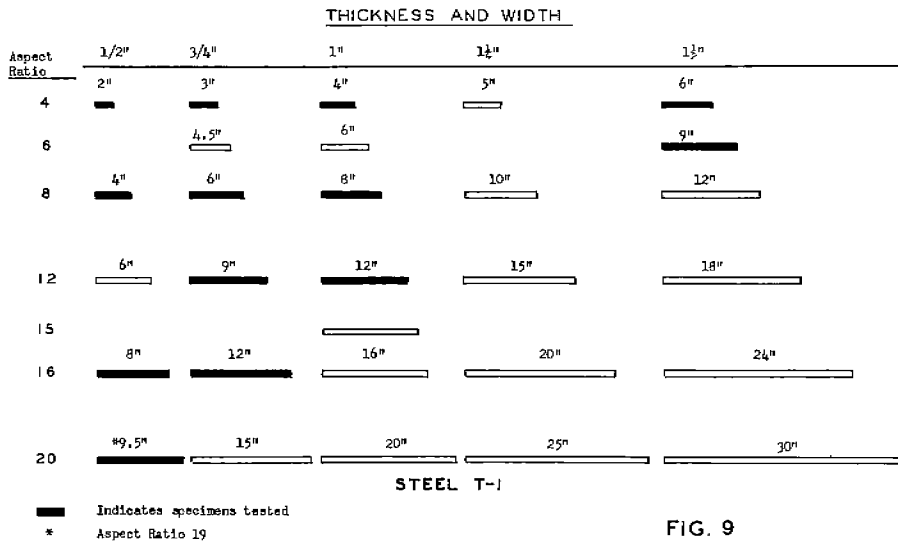 THICKNESS AND WIDTH
Aspect Ratio 1/2" 3/4" 1" 1¼" 1½"
4 2" 3" 4" 5" 6"
6 4.5" 6" 9"
8 4" 6" 8" 10" 12"
12 6" 9" 12" 15" 18"
15
16 8" 12" 16" 20" 24"
20 *9.5" 15" 20" 25" 30"
STEEL T-1
Indicates specimens tested
* Aspect Ratio 19
FIG. 9